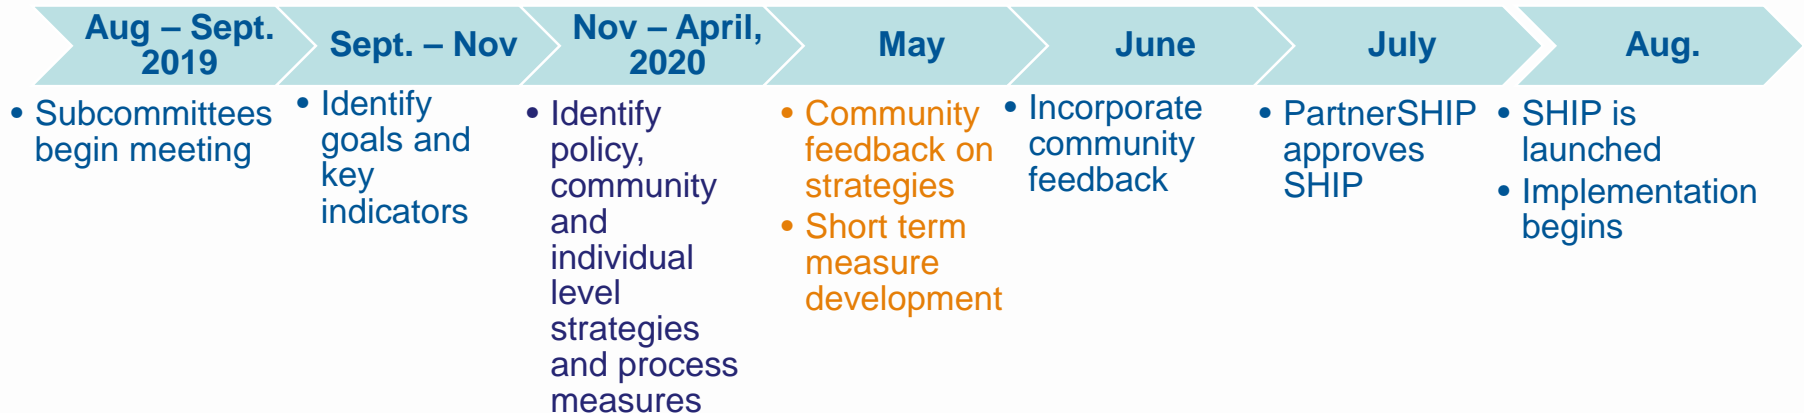 Aug – Sept.
2019
Sept. – Nov
Nov – April,
2020
May
June
July
Aug.
• Subcommittees
begin meeting
• Identify
goals and
key
indicators
• Identify
policy,
community
and
individual
level
strategies
and process
measures
• Community
feedback on
strategies
• Short term
measure
development
• Incorporate
community
feedback
• PartnerSHIP
approves
SHIP
• SHIP is
launched
• Implementation
begins